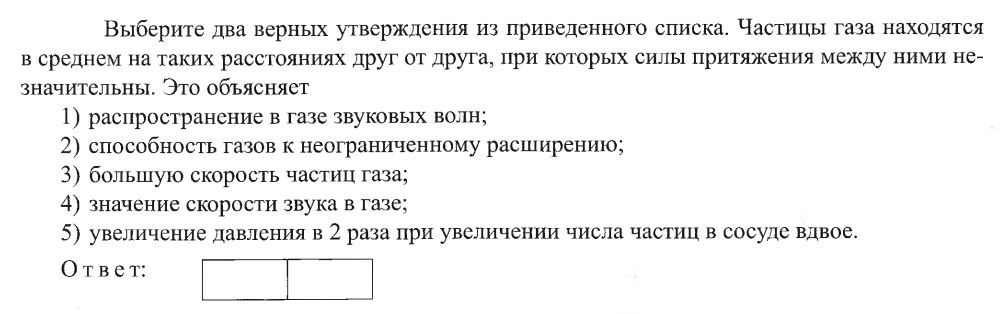 Выберите два верных утверждения из приведенного списка. Частицы газа находятся
в среднем на таких расстояниях друг от друга, при которых силы притяжения между ними не-
значительны. Это объясняет
1) распространение в газе звуковых волн;
2) способность газов к неограниченному расширению;
3) большую скорость частиц газа;
4) значение скорости звука в газе;
5) увеличение давления в 2 раза при увеличении числа частиц в сосуде вдвое.
Ответ: